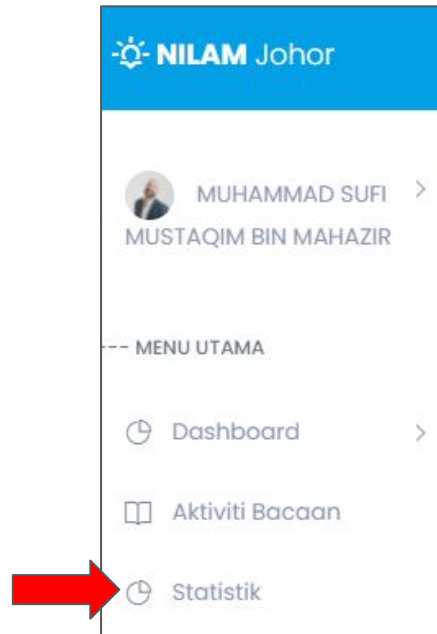 NILAM Johor
MUHAMMAD SUFI
MUSTAQIM BIN MAHAZIR
--- MENU UTAMA
Dashboard
Aktiviti Bacaan
Statistik